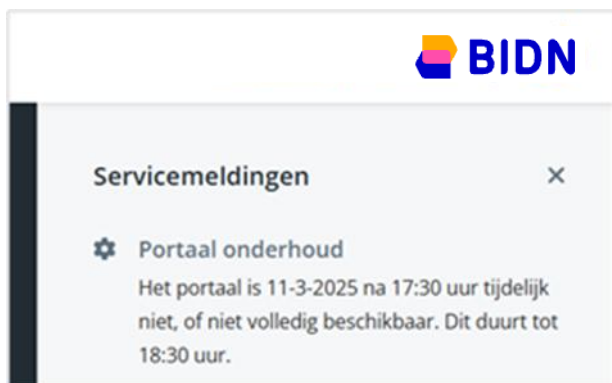 BIDN
Servicemeldingen
Portaal onderhoud
Het portaal is 11-3-2025 na 17:30 uur tijdelijk
niet, of niet volledig beschikbaar. Dit duurt tot
18:30 uur.